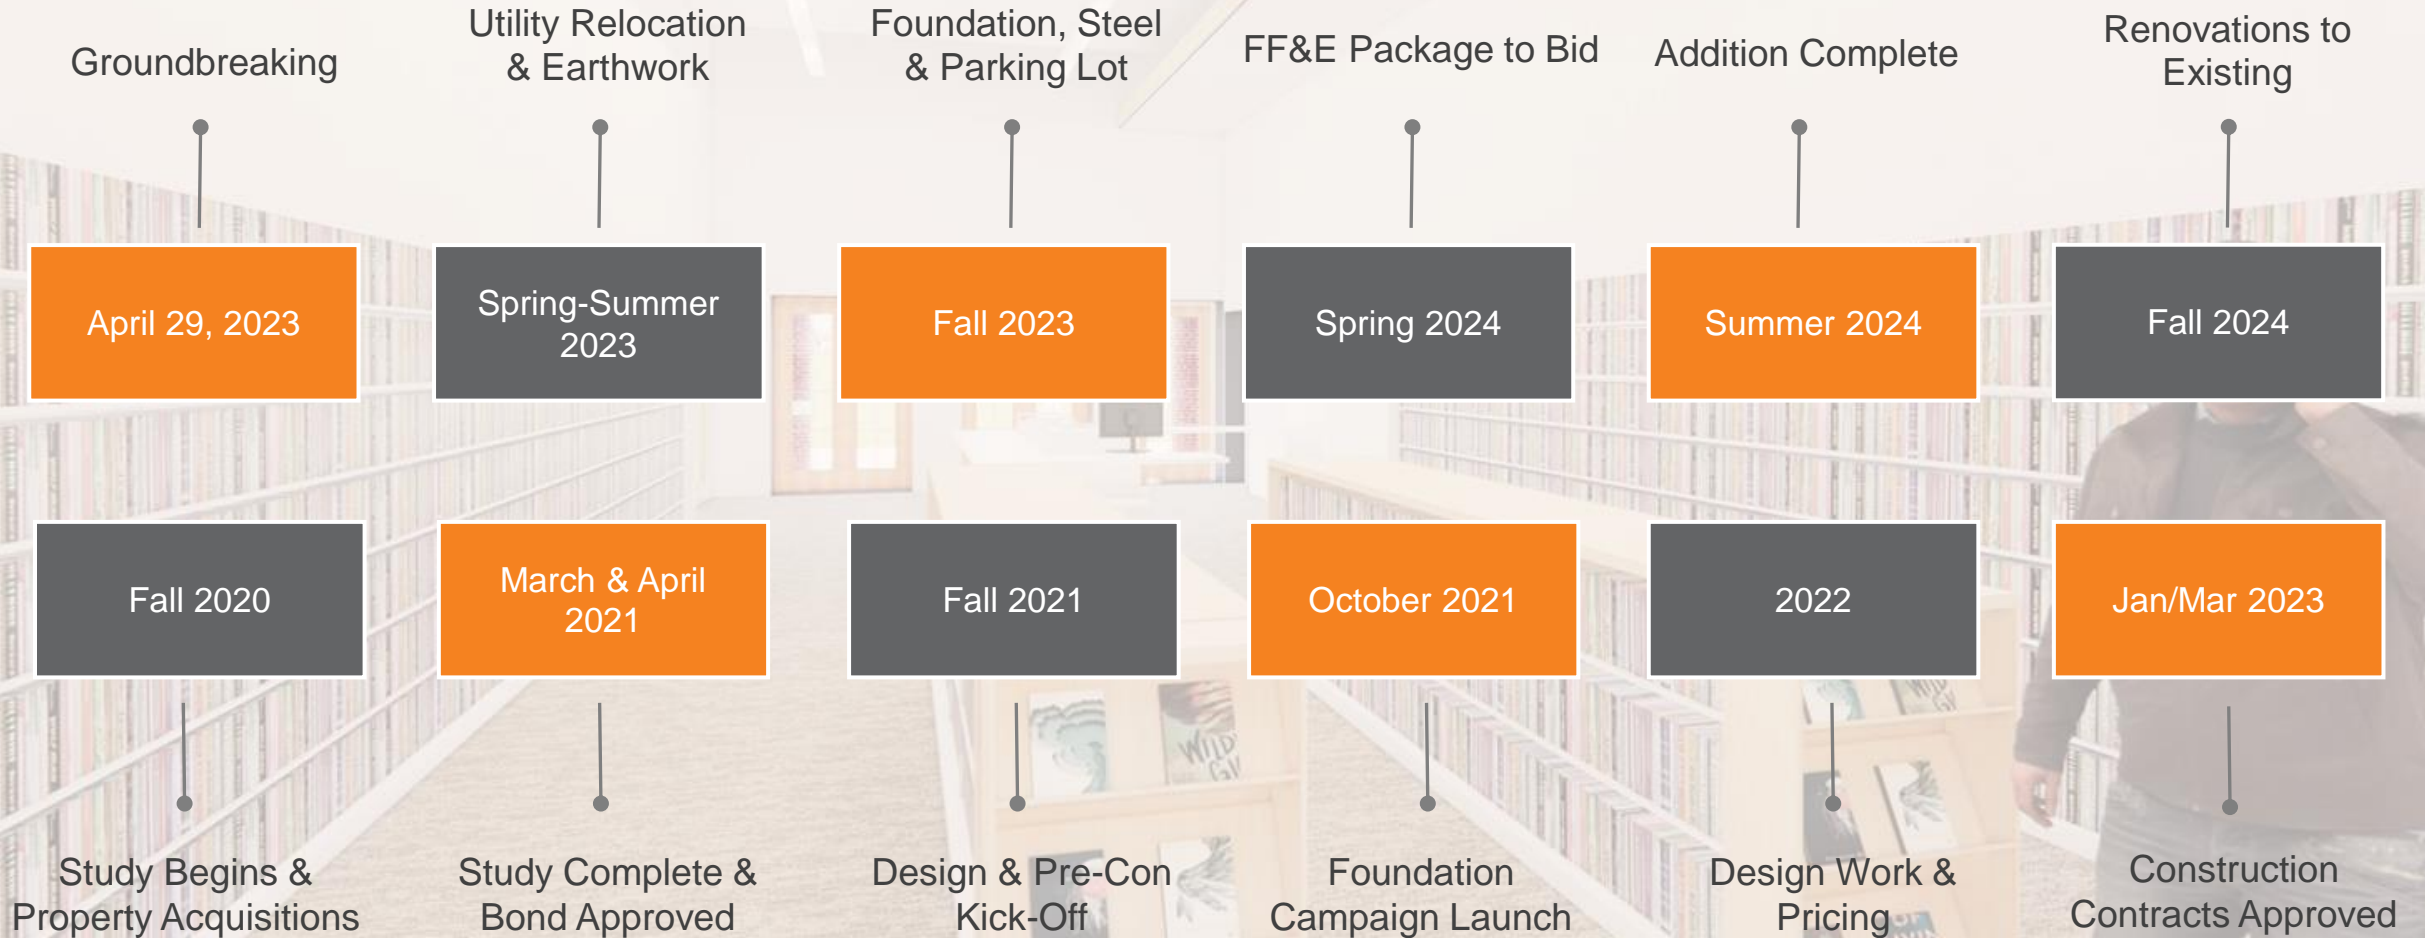 Groundbreaking
Utility Relocation
& Earthwork
Foundation, Steel
& Parking Lot
FF&E Package to Bid
Addition Complete
Renovations to
Existing
April 29, 2023
Spring-Summer
2023
Fall 2023
Spring 2024
Summer 2024
Fall 2024
Fall 2020
March & April
2021
Fall 2021
October 2021
2022
Jan/Mar 2023
Study Begins &
Property Acquisitions
Study Complete &
Bond Approved
Design & Pre-Con
Kick-Off
Foundation
Campaign Launch
Design Work &
Pricing
Construction
Contracts Approved